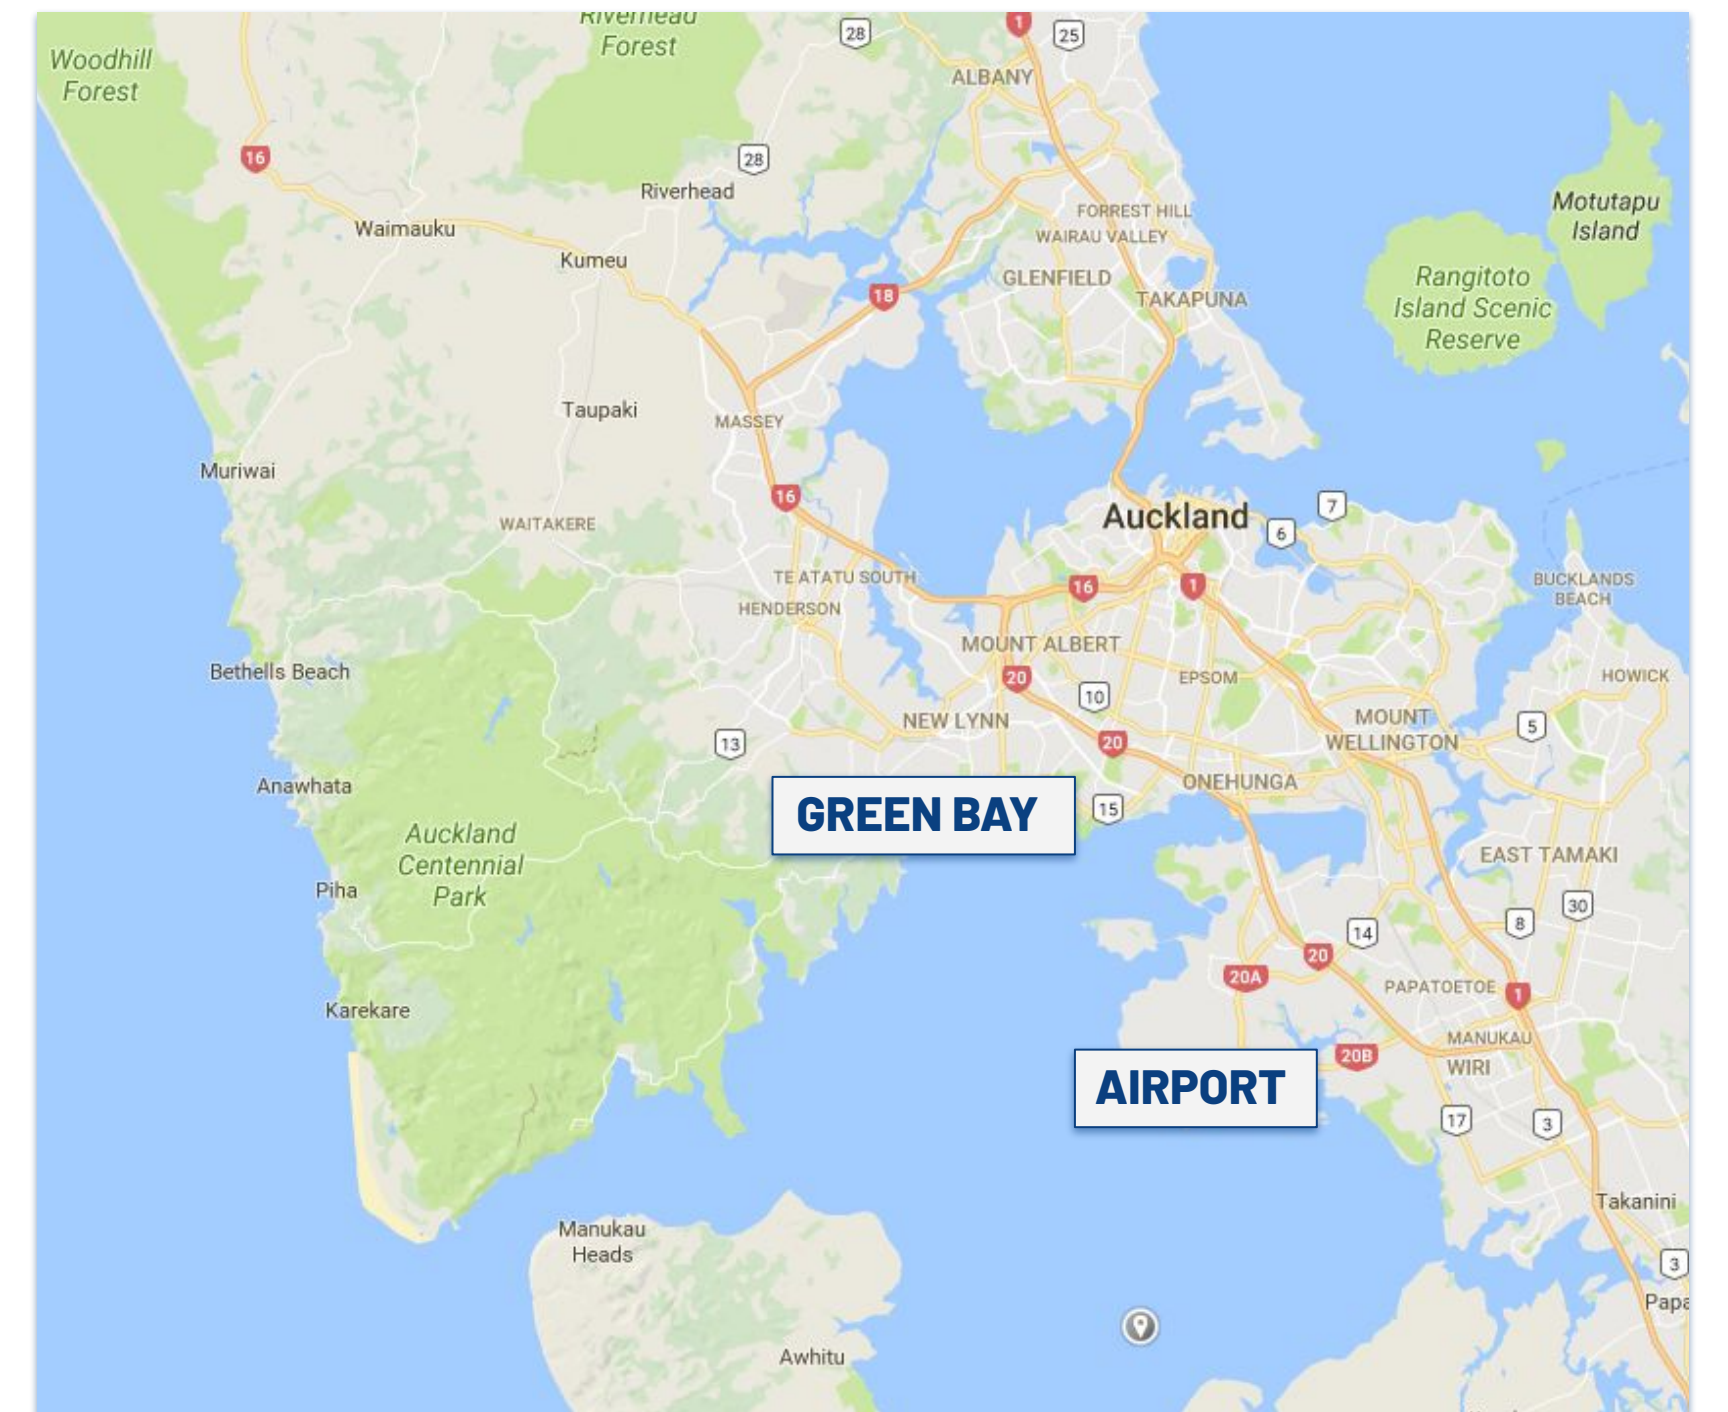 Riverhead
Forest
28
1
25
Woodhill
Forest
ALBANY
16
28
Riverhead
Motutapu
Island
Waimauku
FORREST HILL
WAIRAU VALLEY
Kumeu
GLENFIELD
Rangitoto
Island Scenic
Reserve
18
TAKAPUNA
Taupaki
MASSEY
Muriwai
16
WAITAKERE
Auckland
7
6
TE ATATU SOUTH
HENDERSON
16
1
BUCKLANDS
BEACH
MOUNT ALBERT
Bethells Beach
20
EPSOM
HOWICK
10
NEW LYNN
MOUNT
WELLINGTON
5
13
20
Anawhata
ONEHUNGA
GREEN BAY
15
Auckland
Centennial
Park
EAST TAMAKI
Piha
30
8
14
20
20A
PAPATOETOE
1
Karekare
MANUKAU
20B
WIRI
AIRPORT
17
3
Takanini
Manukau
Heads
3
Papa
Awhitu